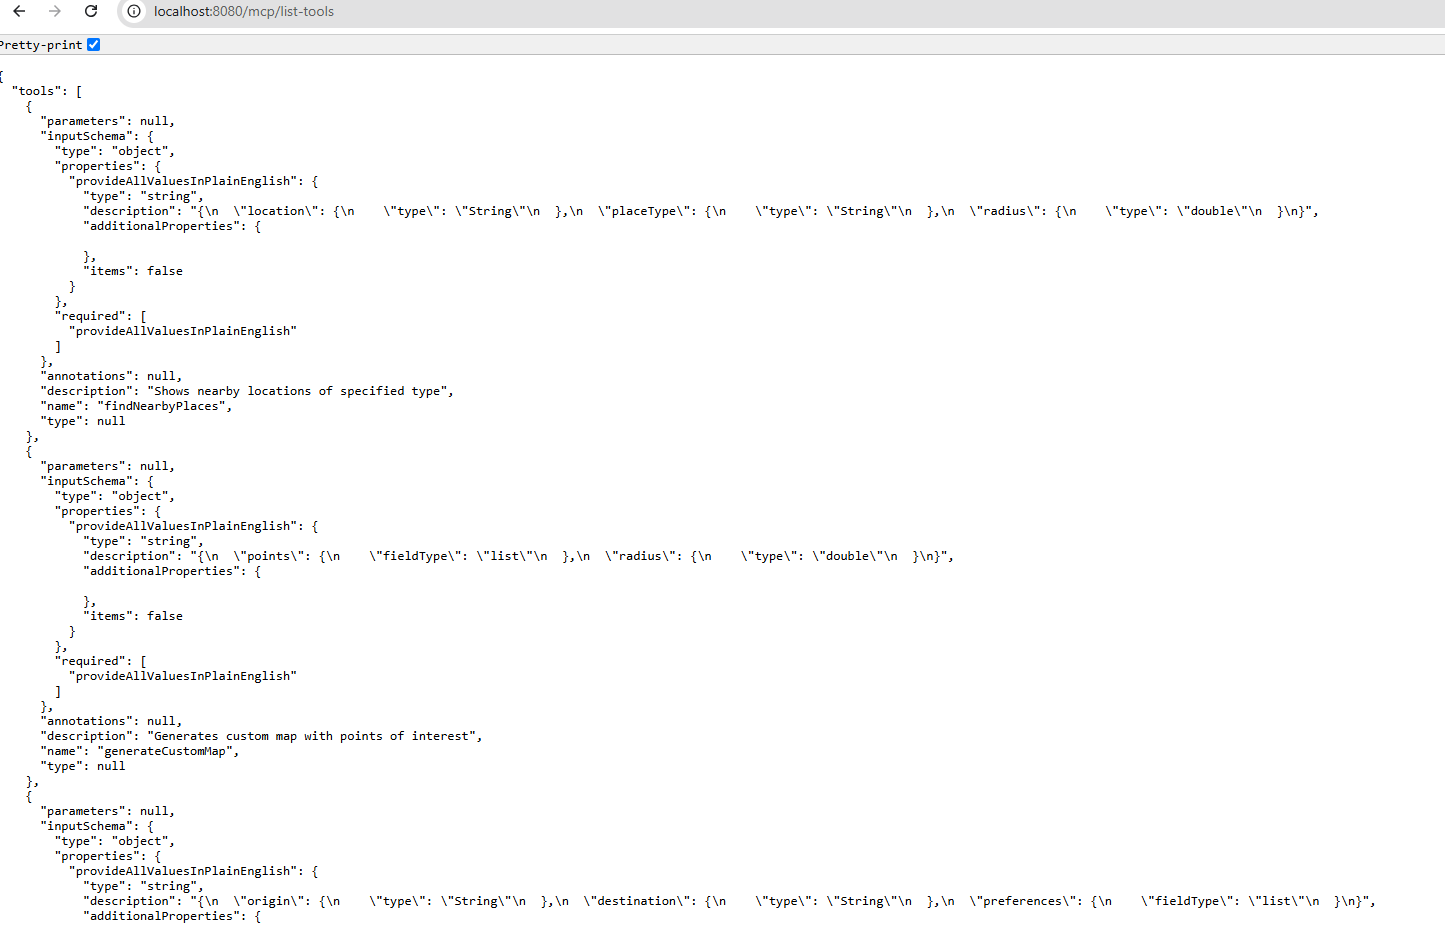 localhost:8080/mcp/list-tools
Pretty-print
{
  "tools": [
    {
      "parameters": null,
      "inputSchema": {
        "type": "object",
        "properties": {
          "provideAllValuesInPlainEnglish": {
            "type": "string",
            "description": "{\n  \"location\": {\n    \"type\": \"String\"\n  },\n  \"placeType\": {\n    \"type\": \"String\"\n  },\n  \"radius\": {\n    \"type\": \"double\"\n  }\n}",
            "additionalProperties": {

            },
            "items": false
          }
        },
        "required": [
          "provideAllValuesInPlainEnglish"
        ]
      },
      "annotations": null,
      "description": "Shows nearby locations of specified type",
      "name": "findNearbyPlaces",
      "type": null
    },
    {
      "parameters": null,
      "inputSchema": {
        "type": "object",
        "properties": {
          "provideAllValuesInPlainEnglish": {
            "type": "string",
            "description": "{\n  \"points\": {\n    \"fieldType\": \"list\"\n  },\n  \"radius\": {\n    \"type\": \"double\"\n  }\n}",
            "additionalProperties": {

            },
            "items": false
          }
        },
        "required": [
          "provideAllValuesInPlainEnglish"
        ]
      },
      "annotations": null,
      "description": "Generates custom map with points of interest",
      "name": "generateCustomMap",
      "type": null
    },
    {
      "parameters": null,
      "inputSchema": {
        "type": "object",
        "properties": {
          "provideAllValuesInPlainEnglish": {
            "type": "string",
            "description": "{\n  \"origin\": {\n    \"type\": \"String\"\n  },\n  \"destination\": {\n    \"type\": \"String\"\n  },\n  \"preferences\": {\n    \"fieldType\": \"list\"\n  }\n}",
            "additionalProperties": {